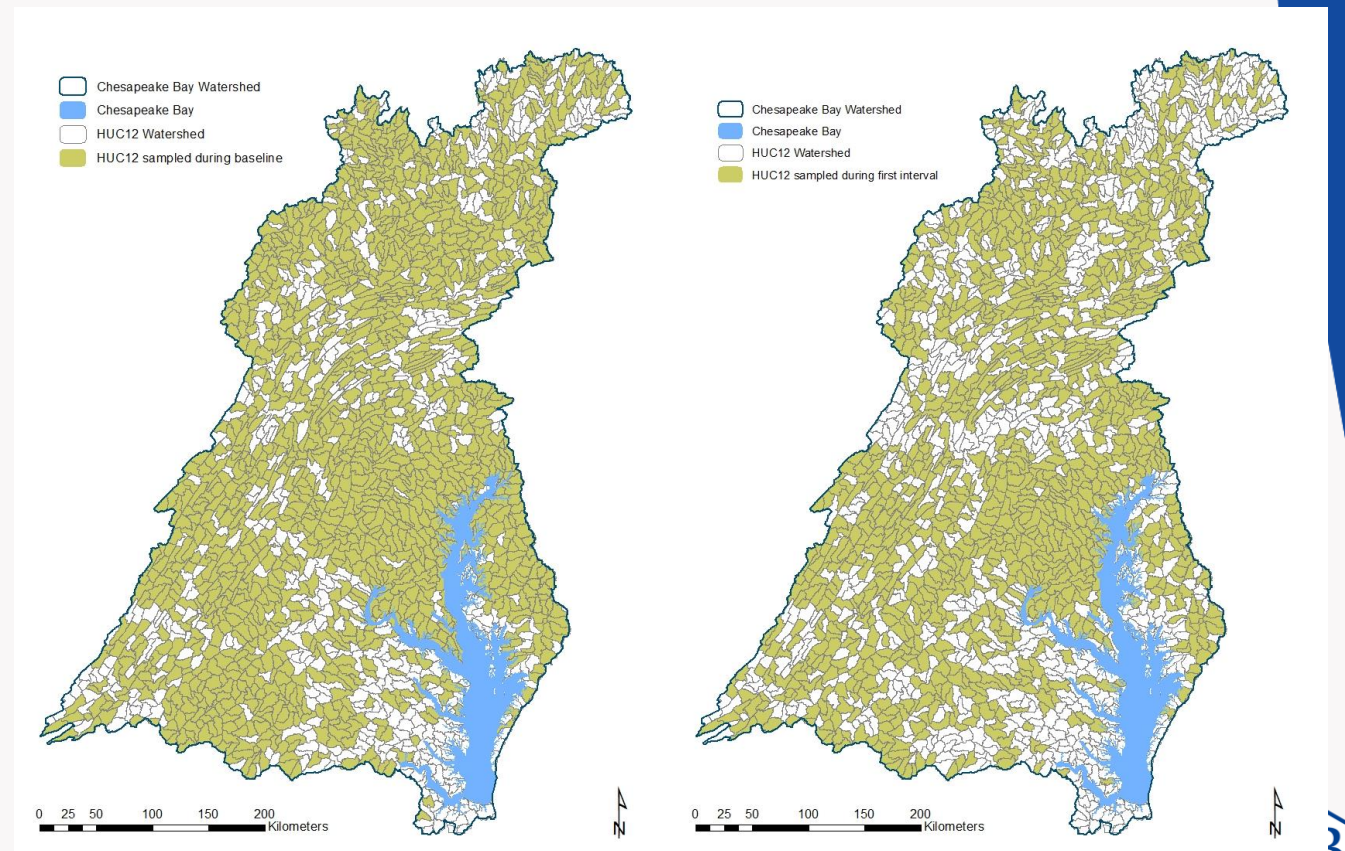 Chesapeake Bay Watershed
Chesapeake Bay
HUC12 Watershed
HUC12 sampled during baseline
0 25 50 100 150 200
Kilometers
N
Chesapeake Bay Watershed
Chesapeake Bay
HUC12 Watershed
HUC12 sampled during first interval
0 25 50 100 150 200
Kilometers
N